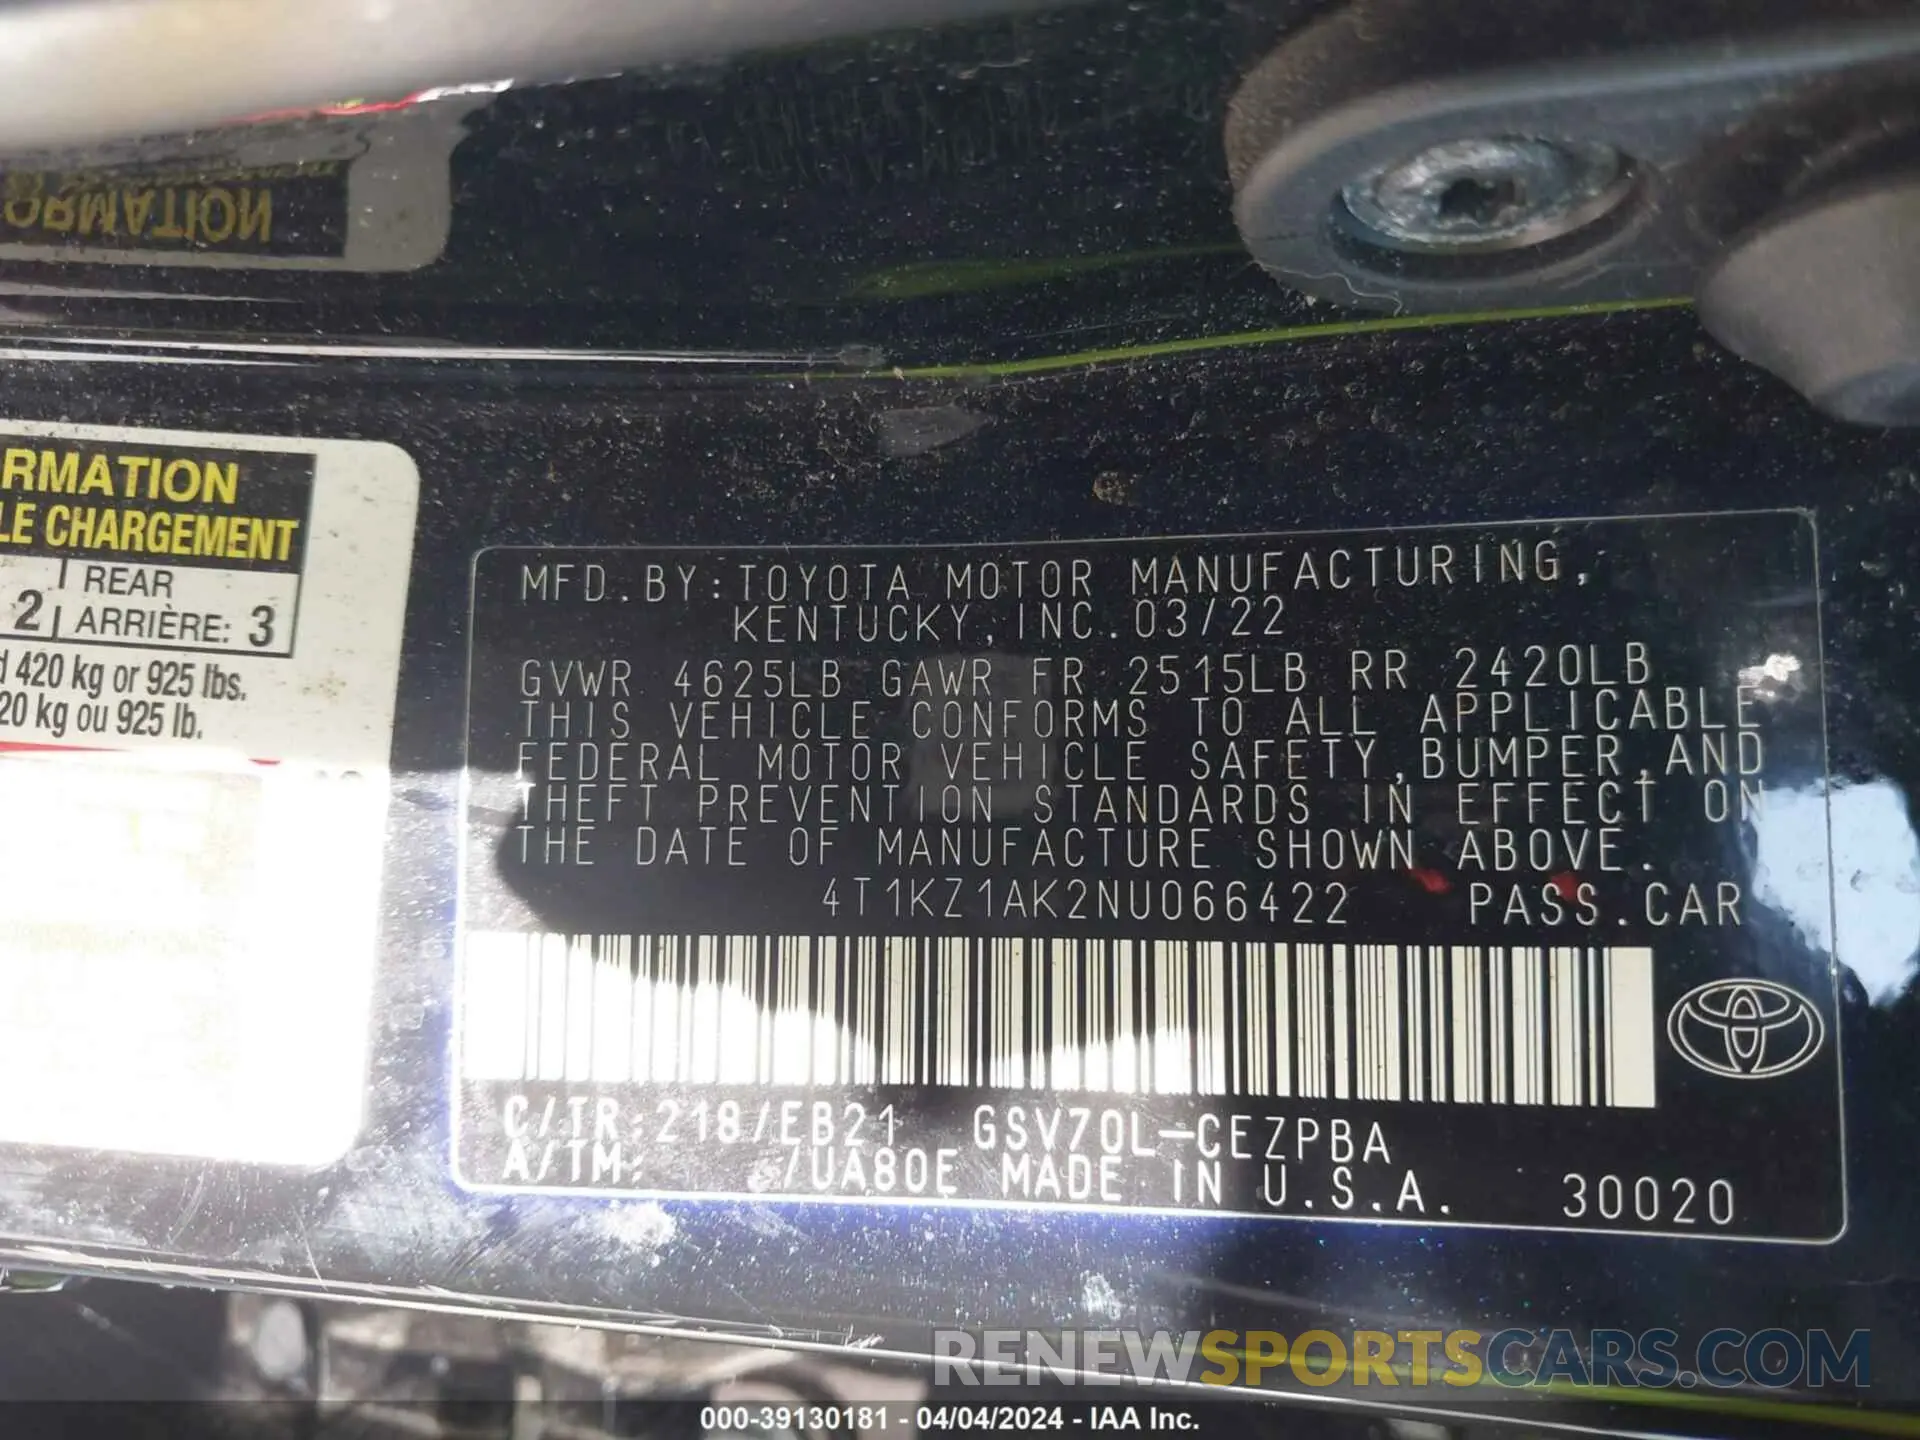 ORMATION
RMATION
LE CHARGEMENT
REAR
2 ARRIÈRE: 3
420 kg or 925 lbs.
20 kg ou 925 lb.
MFD.BY:TOYOTA MOTOR MANUFACTURING,
KENTUCKY,INC.03/22
GVWR 4625LB GAWR FR 2515LB RR 2420LB
THIS VEHICLE CONFORMS TO ALL APPLICABLE
FEDERAL MOTOR VEHICLE SAFETY,BUMPER,AND
THEFT PREVENTION STANDARDS IN EFFECT ON
THE DATE OF MANUFACTURE SHOWN ABOVE.
4T1KZ1AK2NU066422 PASS.CAR
C/TR:218/EB21 GSV70L-CEZPBA
A/TM: /UA80E MADE IN U.S.A. 30020
RENEWSPORTSCARS.COM
000-39130181 - 04/04/2024 - IAA Inc.